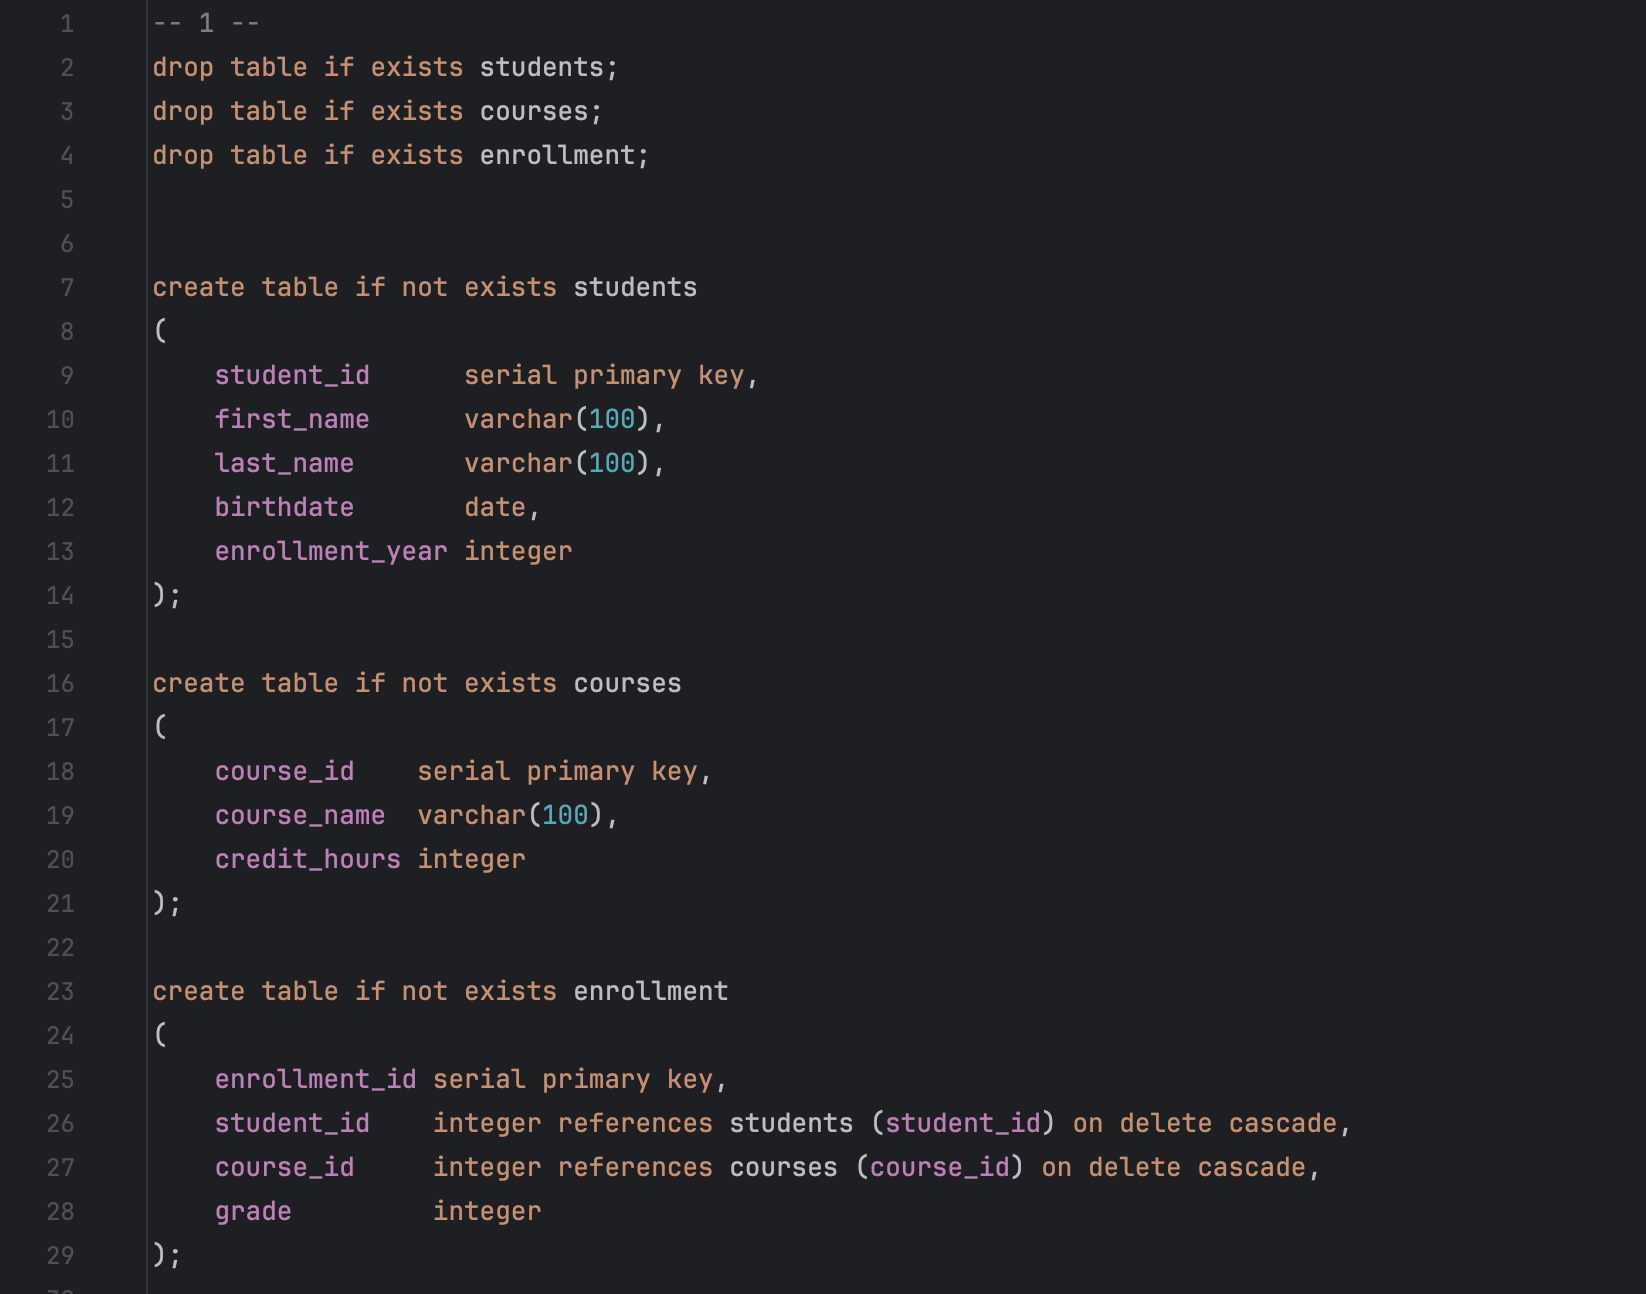 1 -- 1 --
2 drop table if exists students;
3 drop table if exists courses;
4 drop table if exists enrollment;
5
6
7 create table if not exists students
8 (
9     student_id      serial primary key,
10     first_name      varchar(100),
11     last_name       varchar(100),
12     birthdate       date,
13     enrollment_year integer
14 );
15
16 create table if not exists courses
17 (
18     course_id    serial primary key,
19     course_name  varchar(100),
20     credit_hours integer
21 );
22
23 create table if not exists enrollment
24 (
25     enrollment_id serial primary key,
26     student_id    integer references students (student_id) on delete cascade,
27     course_id     integer references courses (course_id) on delete cascade,
28     grade         integer
29 );